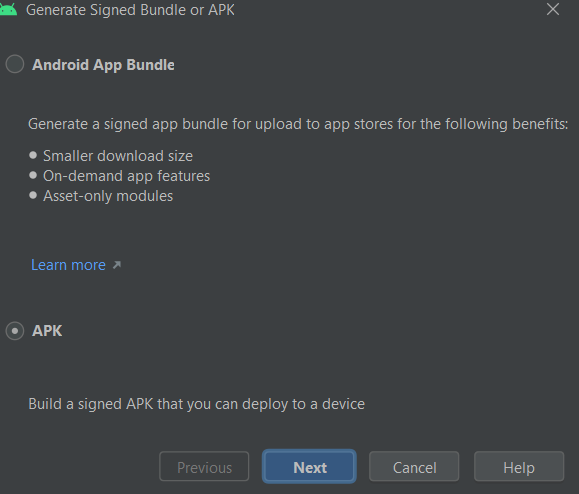 Generate Signed Bundle or APK
Android App Bundle
Generate a signed app bundle for upload to app stores for the following benefits:
Smaller download size
On-demand app features
Asset-only modules
Learn more ↗
APK
Build a signed APK that you can deploy to a device
Previous Next Cancel Help